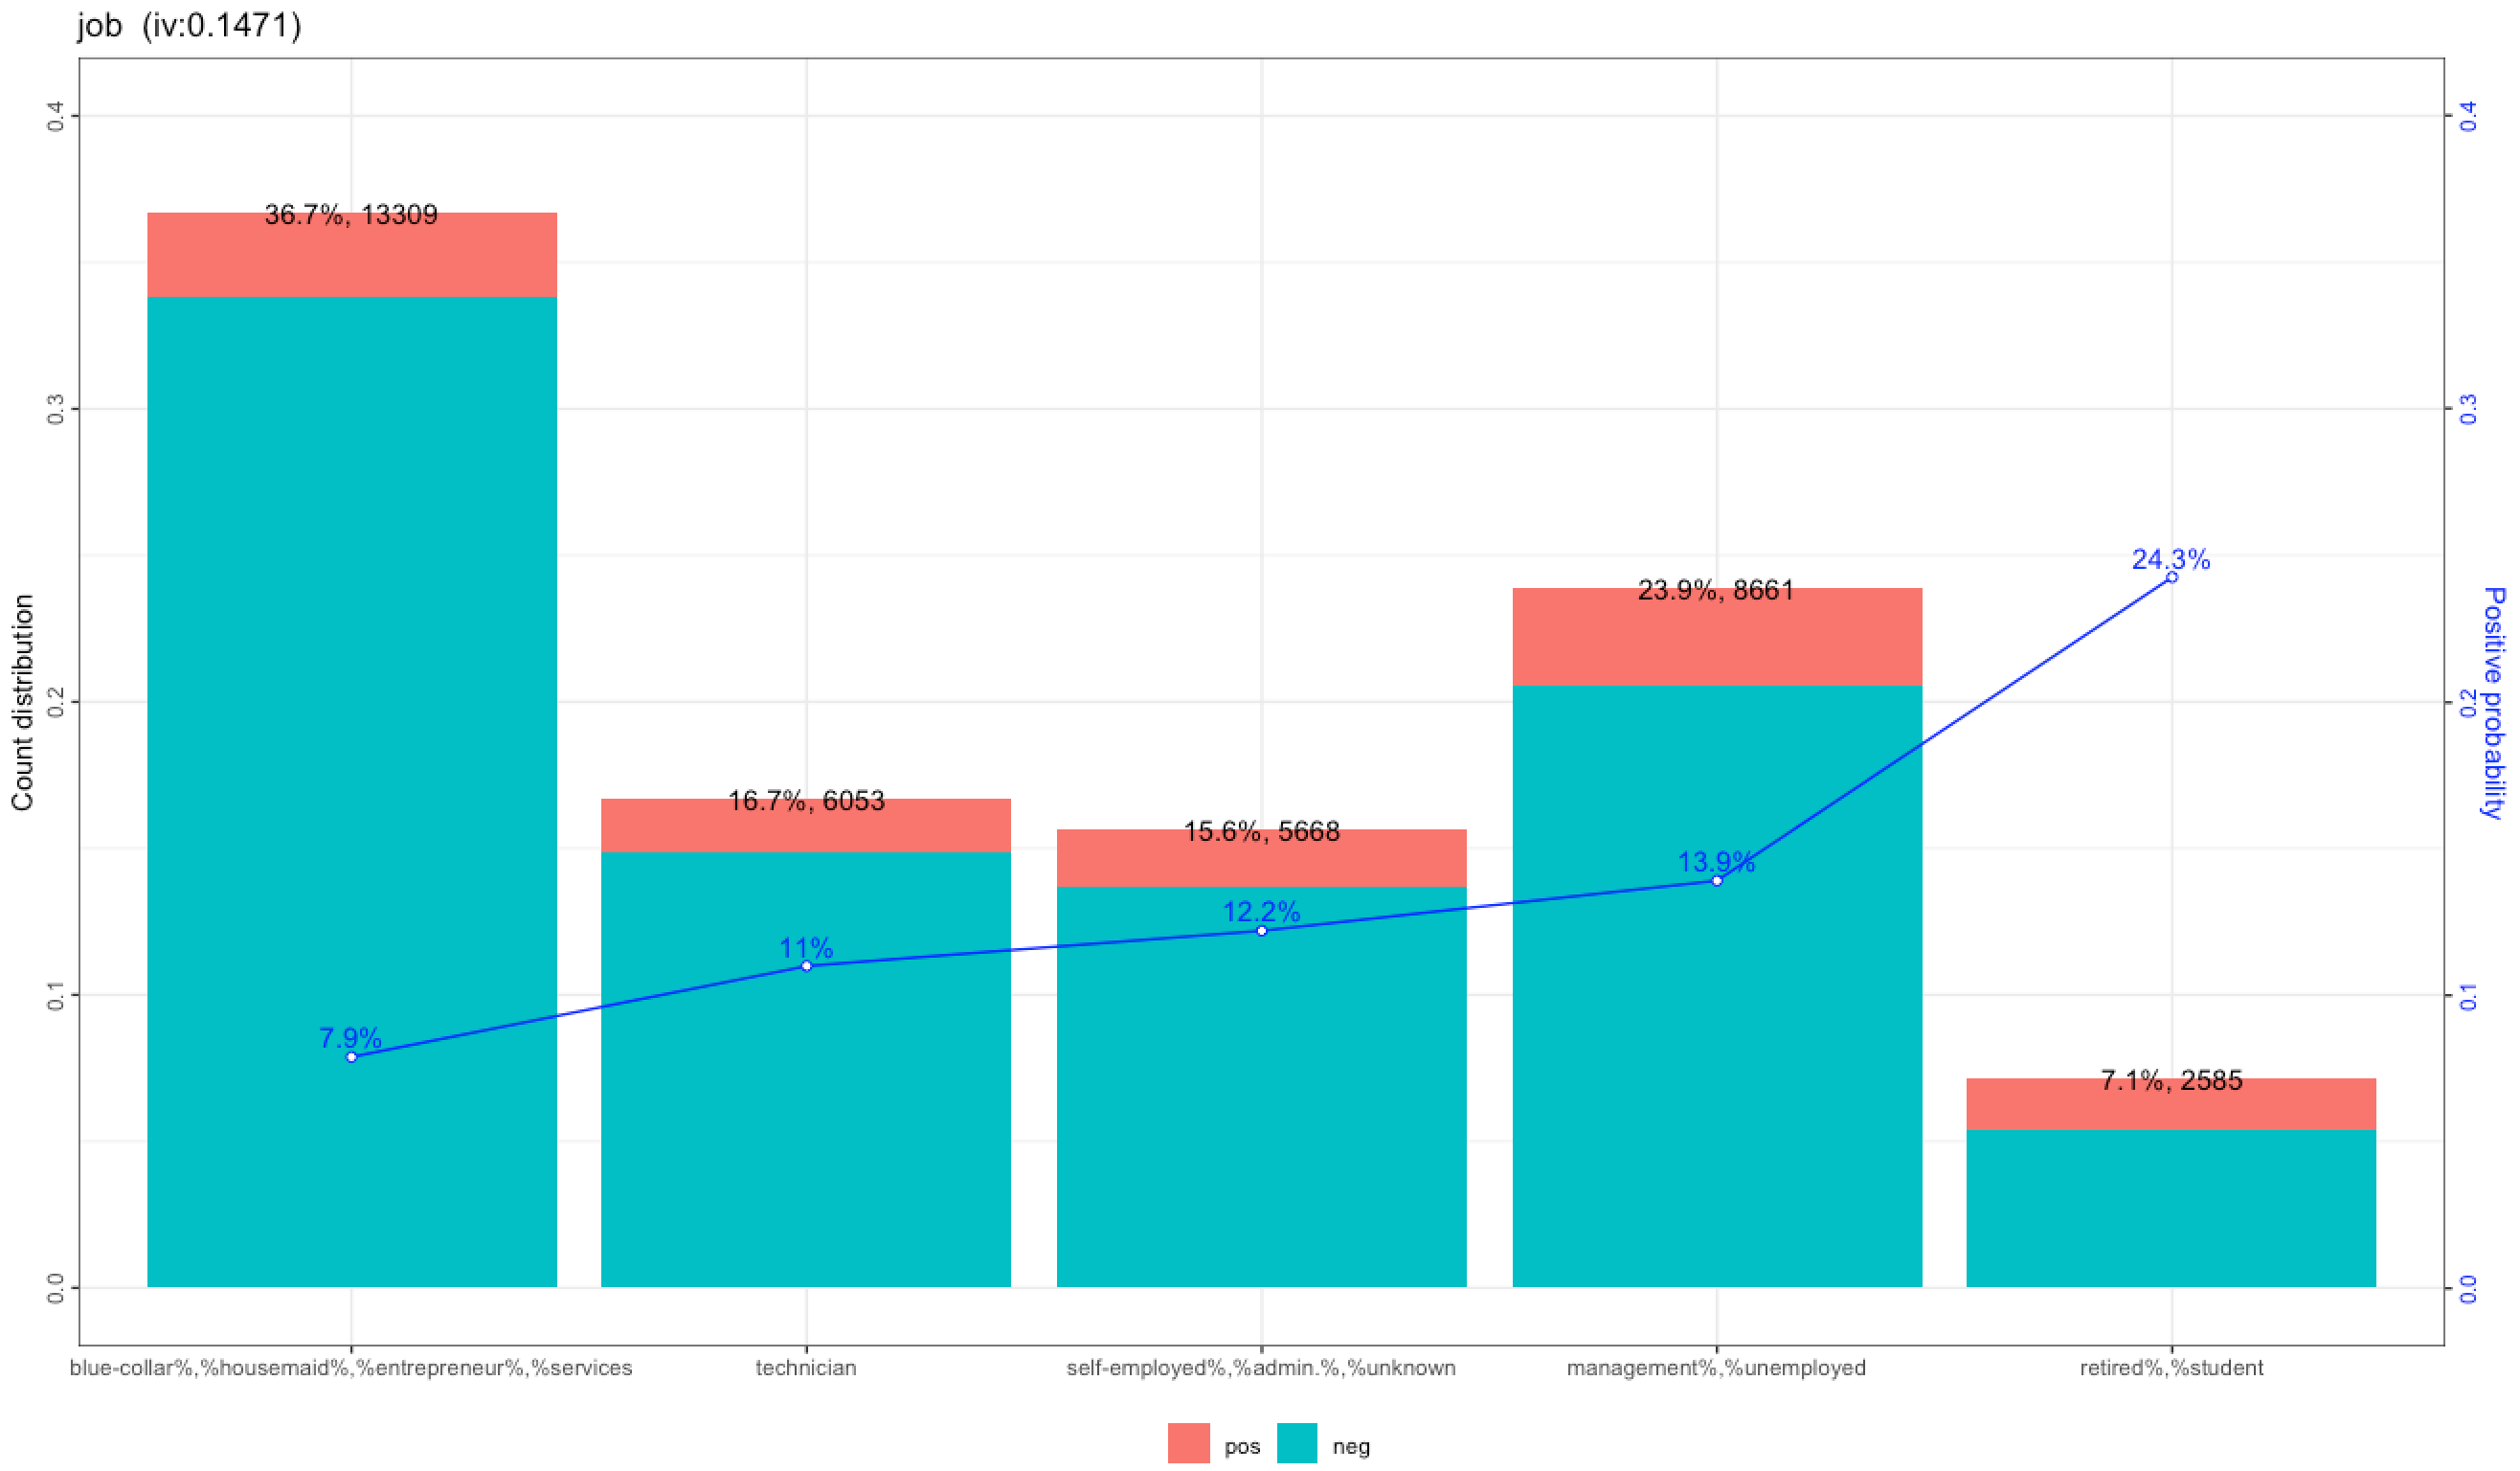 job (iv:0.1471)
Count distribution
0.4
0.3
0.2
0.1
0.0
36.7%, 13309
16.7%, 6053
15.6%, 5668
23.9%, 8661
7.1%, 2585
7.9%
11%
12.2%
13.9%
24.3%
0.4
0.3
0.2
0.1
0.0
Positive probability
blue-collar%,%housemaid%,%entrepreneur%,%services
technician
self-employed%,%admin.%,%unknown
management%,%unemployed
retired%,%student
pos
neg